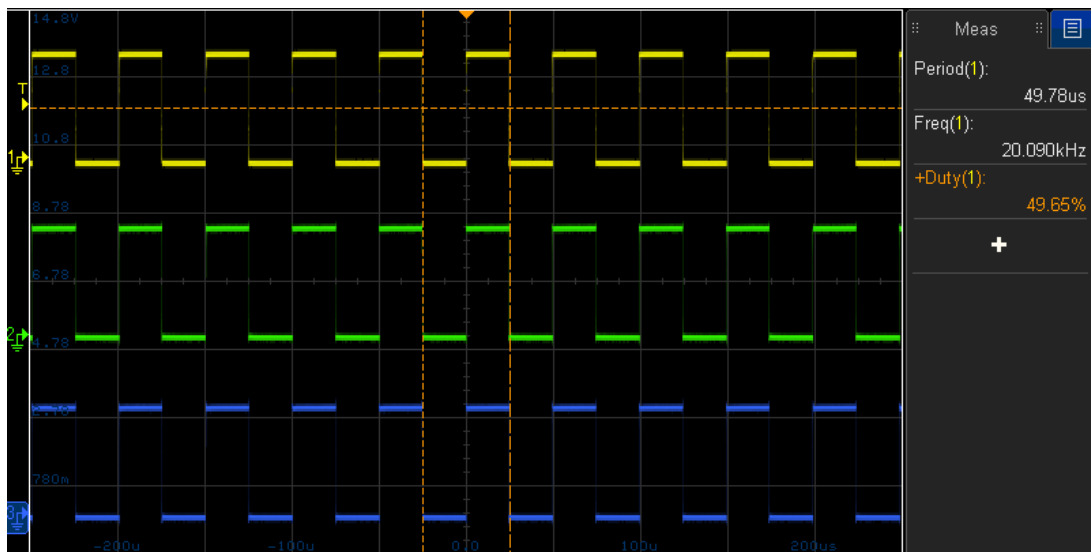 14.8V
Meas
Period(1):
49.78us
Freq(1):
20.090kHz
+Duty(1):
49.65%
12.8
T
10.8
1
8.78
6.78
2
4.79
780m
3
-200u
-100u
0.0
100u
200us